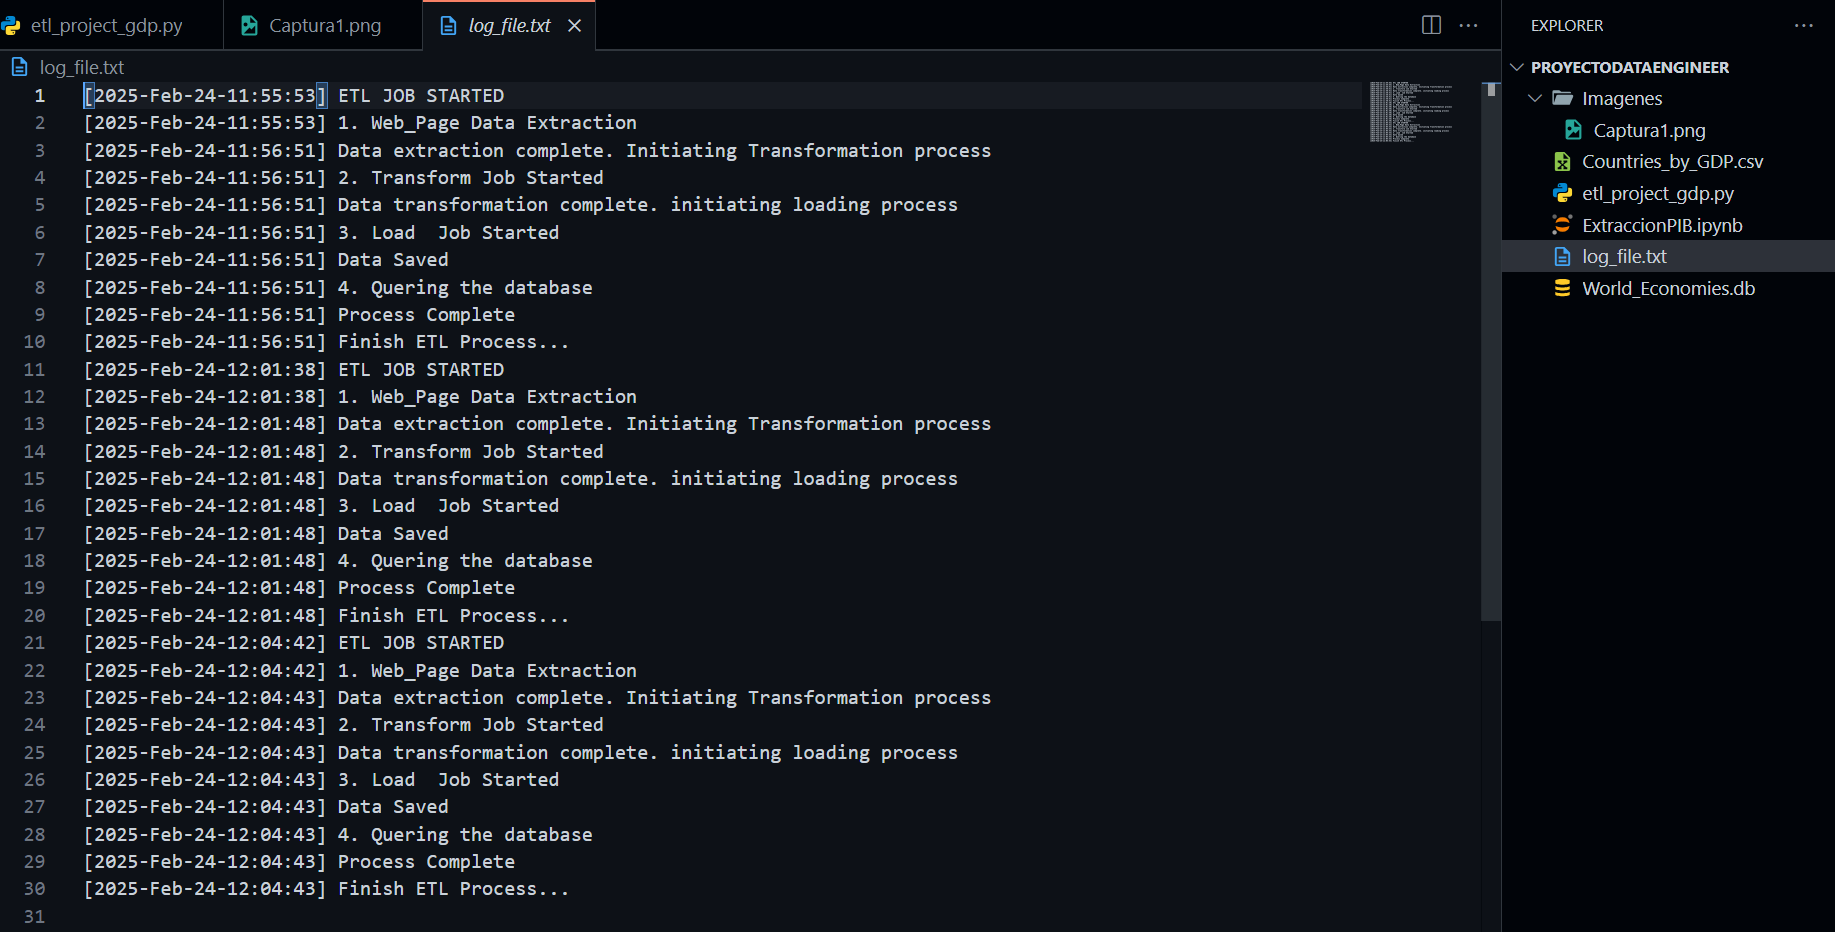 etl_project_gdp.py
Captura1.png
log_file.txt
log_file.txt
1 [2025-Feb-24-11:55:53] ETL JOB STARTED
2 [2025-Feb-24-11:55:53] 1. Web_Page Data Extraction
3 [2025-Feb-24-11:56:51] Data extraction complete. Initiating Transformation process
4 [2025-Feb-24-11:56:51] 2. Transform Job Started
5 [2025-Feb-24-11:56:51] Data transformation complete. initiating loading process
6 [2025-Feb-24-11:56:51] 3. Load  Job Started
7 [2025-Feb-24-11:56:51] Data Saved
8 [2025-Feb-24-11:56:51] 4. Quering the database
9 [2025-Feb-24-11:56:51] Process Complete
10 [2025-Feb-24-11:56:51] Finish ETL Process...
11 [2025-Feb-24-12:01:38] ETL JOB STARTED
12 [2025-Feb-24-12:01:38] 1. Web_Page Data Extraction
13 [2025-Feb-24-12:01:48] Data extraction complete. Initiating Transformation process
14 [2025-Feb-24-12:01:48] 2. Transform Job Started
15 [2025-Feb-24-12:01:48] Data transformation complete. initiating loading process
16 [2025-Feb-24-12:01:48] 3. Load  Job Started
17 [2025-Feb-24-12:01:48] Data Saved
18 [2025-Feb-24-12:01:48] 4. Quering the database
19 [2025-Feb-24-12:01:48] Process Complete
20 [2025-Feb-24-12:01:48] Finish ETL Process...
21 [2025-Feb-24-12:04:42] ETL JOB STARTED
22 [2025-Feb-24-12:04:42] 1. Web_Page Data Extraction
23 [2025-Feb-24-12:04:43] Data extraction complete. Initiating Transformation process
24 [2025-Feb-24-12:04:43] 2. Transform Job Started
25 [2025-Feb-24-12:04:43] Data transformation complete. initiating loading process
26 [2025-Feb-24-12:04:43] 3. Load  Job Started
27 [2025-Feb-24-12:04:43] Data Saved
28 [2025-Feb-24-12:04:43] 4. Quering the database
29 [2025-Feb-24-12:04:43] Process Complete
30 [2025-Feb-24-12:04:43] Finish ETL Process...
31
EXPLORER
PROYECTODATAENGINEER
Imagenes
Captura1.png
Countries_by_GDP.csv
etl_project_gdp.py
ExtraccionPIB.ipynb
log_file.txt
World_Economies.db